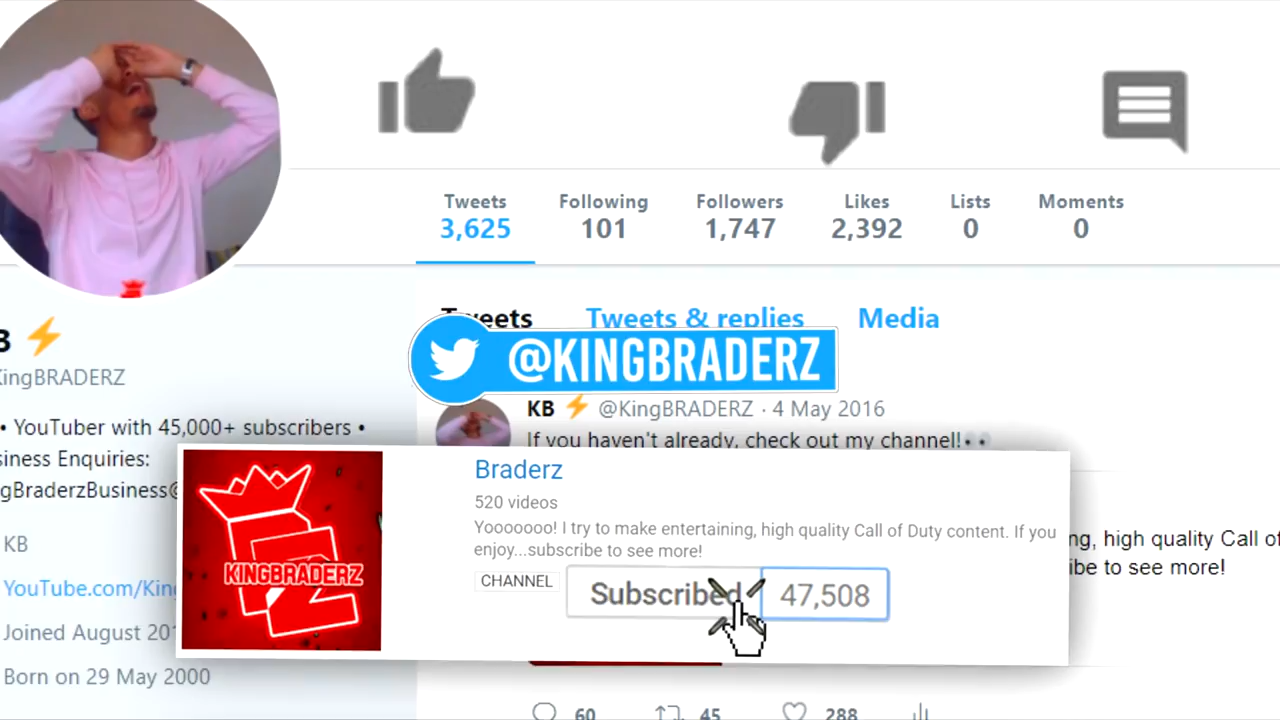 Tweets Following Followers Likes Lists Moments
3,625 101 1,747 2,392 0 0
Tweets Tweets & replies Media
@KINGBRADERZ
B
KingBRADERZ
KB @KingBRADERZ · 4 May 2016
If you haven't already, check out my channel!
• YouTuber with 45,000+ subscribers •
siness Enquiries:
gBraderzBusiness@
KB
YouTube.com/Kin
Joined August 201
Born on 29 May 2000
KINGBRADERZ
Braderz
520 videos
Yooooooo! I try to make entertaining, high quality Call of Duty content. If you
enjoy...subscribe to see more!
CHANNEL
Subscribed 47,508
ng, high quality Call of
ibe to see more!
60 45 288